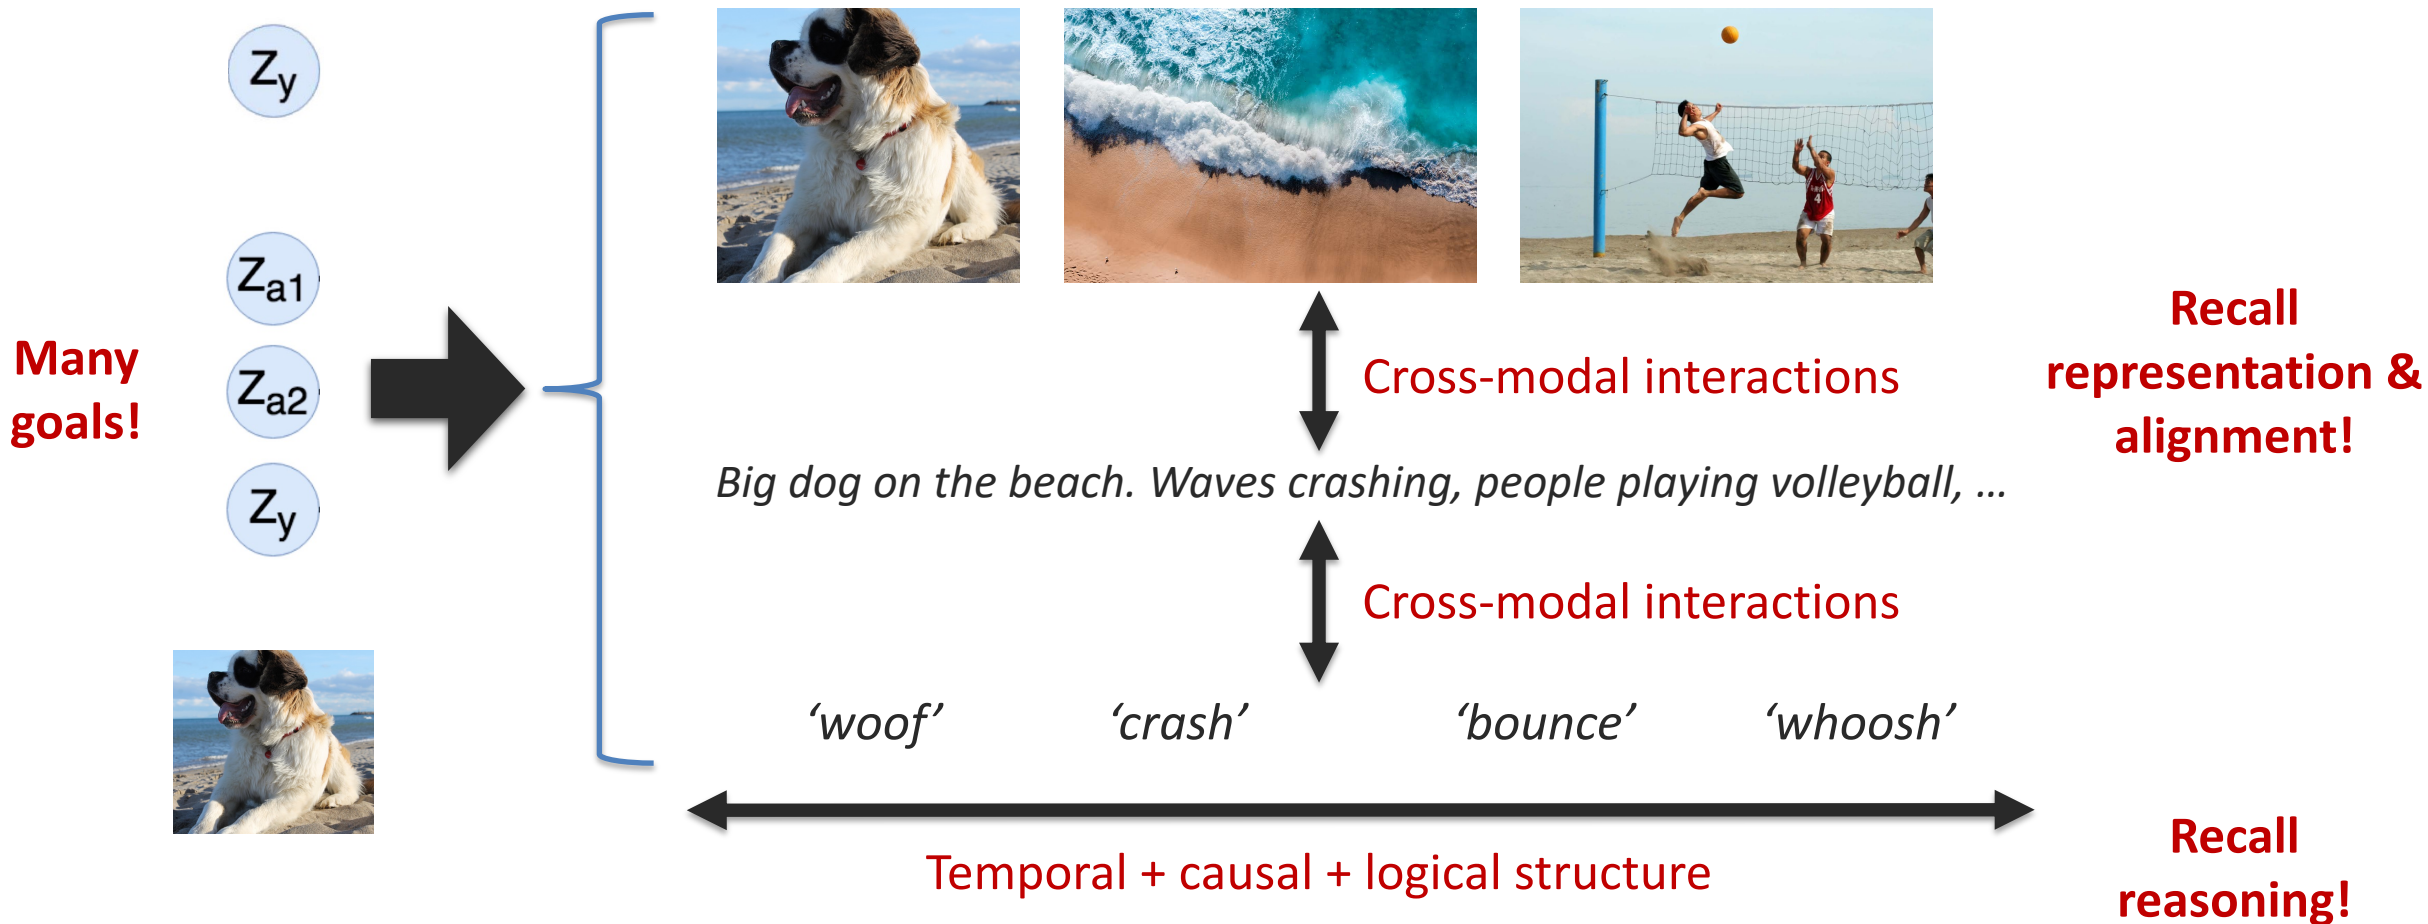 Zy
Za1
Za2
Zy
Many
goals!
4
Cross-modal interactions
Big dog on the beach. Waves crashing, people playing volleyball, …
Cross-modal interactions
‘woof’ ‘crash’ ‘bounce’ ‘whoosh’
Temporal + causal + logical structure
Recall
representation &
alignment!
Recall
reasoning!